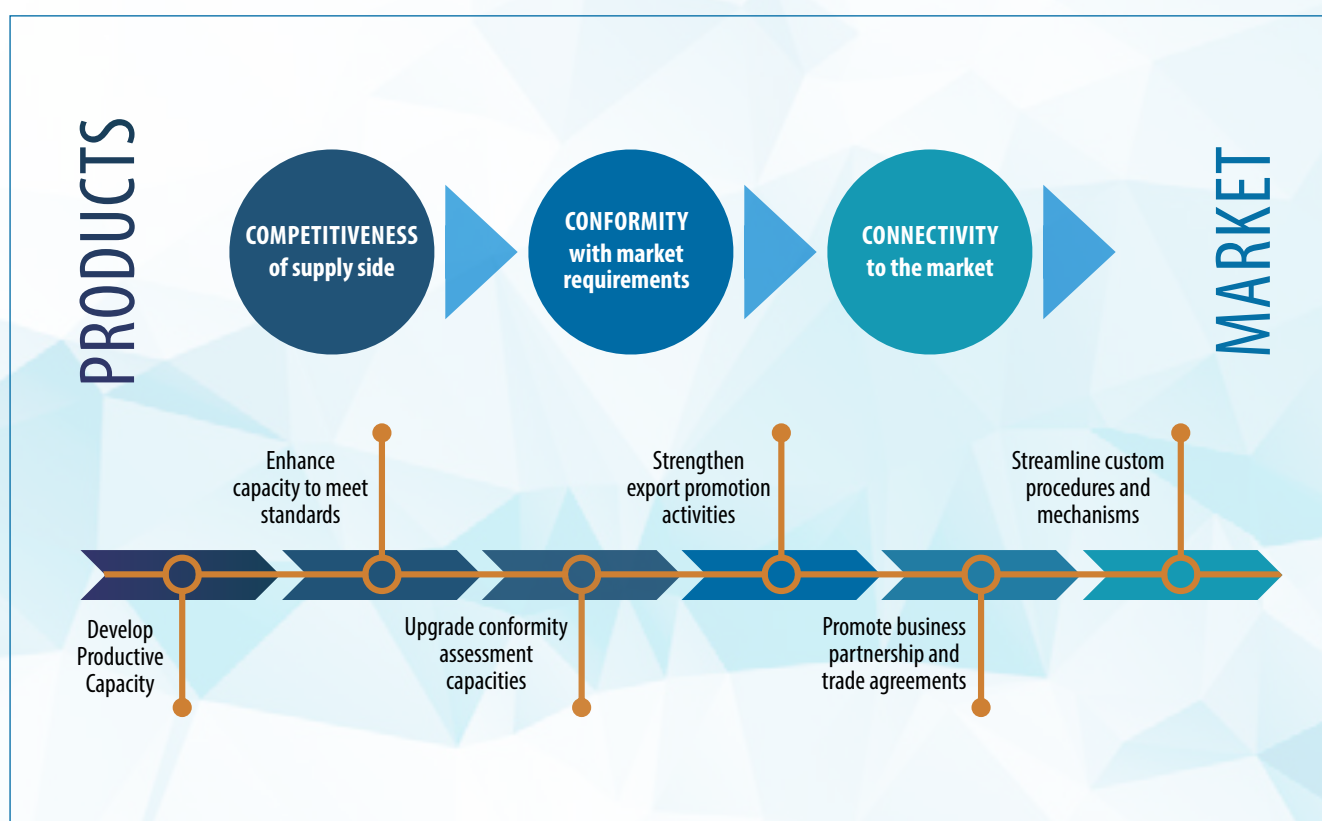 PRODUCTS
COMPETITIVENESS
of supply side
CONFORMITY
with market
requirements
CONNECTIVITY
to the market
MARKET
Enhance
capacity to meet
standards
Strengthen
export promotion
activities
Streamline custom
procedures and
mechanisms
Develop
Productive
Capacity
Upgrade conformity
assessment
capacities
Promote business
partnership and
trade agreements